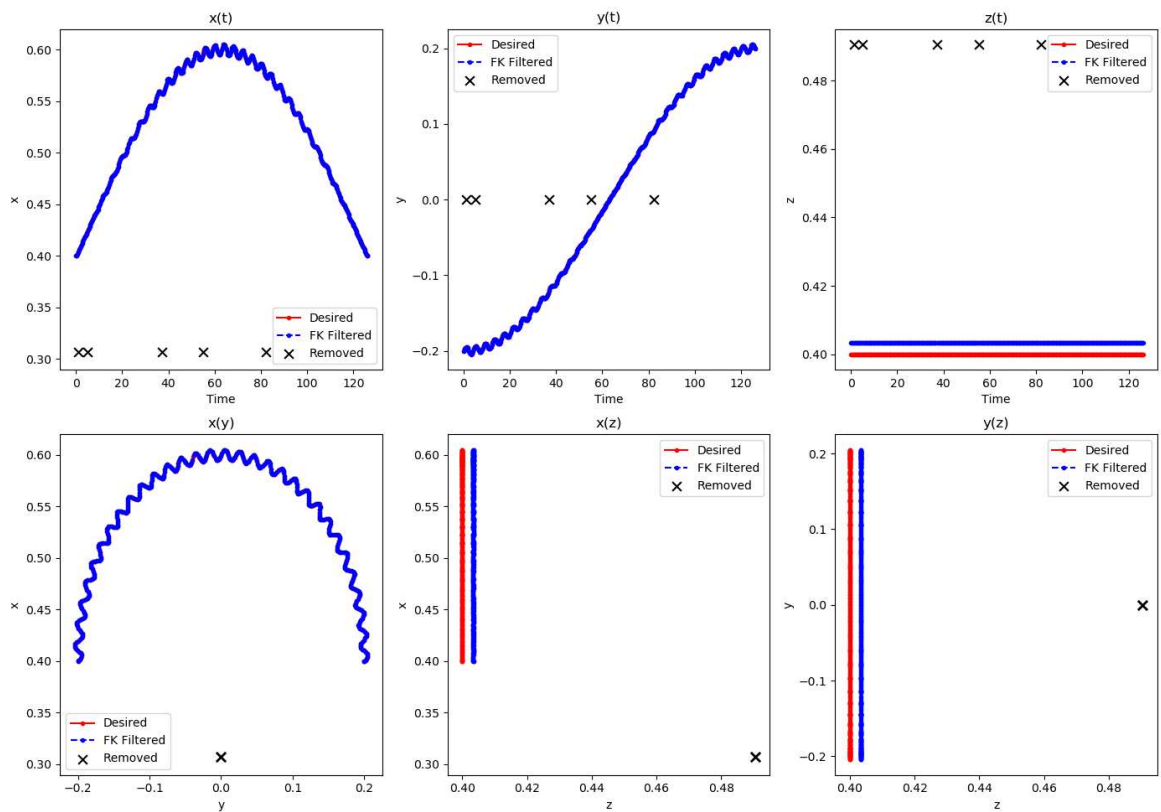 x(t)
x
0.60
0.55
0.50
0.45
0.40
0.35
0.30
Desired
FK Filtered
Removed
0 20 40 60 80 100 120
Time
y(t)
y
0.2
0.1
0.0
−0.1
−0.2
Desired
FK Filtered
Removed
0 20 40 60 80 100 120
Time
z(t)
z
0.48
0.46
0.44
0.42
0.40
Desired
FK Filtered
Removed
0 20 40 60 80 100 120
Time
x(y)
x
0.60
0.55
0.50
0.45
0.40
0.35
0.30
Desired
FK Filtered
Removed
−0.2 −0.1 0.0 0.1 0.2
y
x(z)
x
0.60
0.55
0.50
0.45
0.40
0.35
0.30
Desired
FK Filtered
Removed
0.40 0.42 0.44 0.46 0.48
z
y(z)
y
0.2
0.1
0.0
−0.1
−0.2
Desired
FK Filtered
Removed
0.40 0.42 0.44 0.46 0.48
z